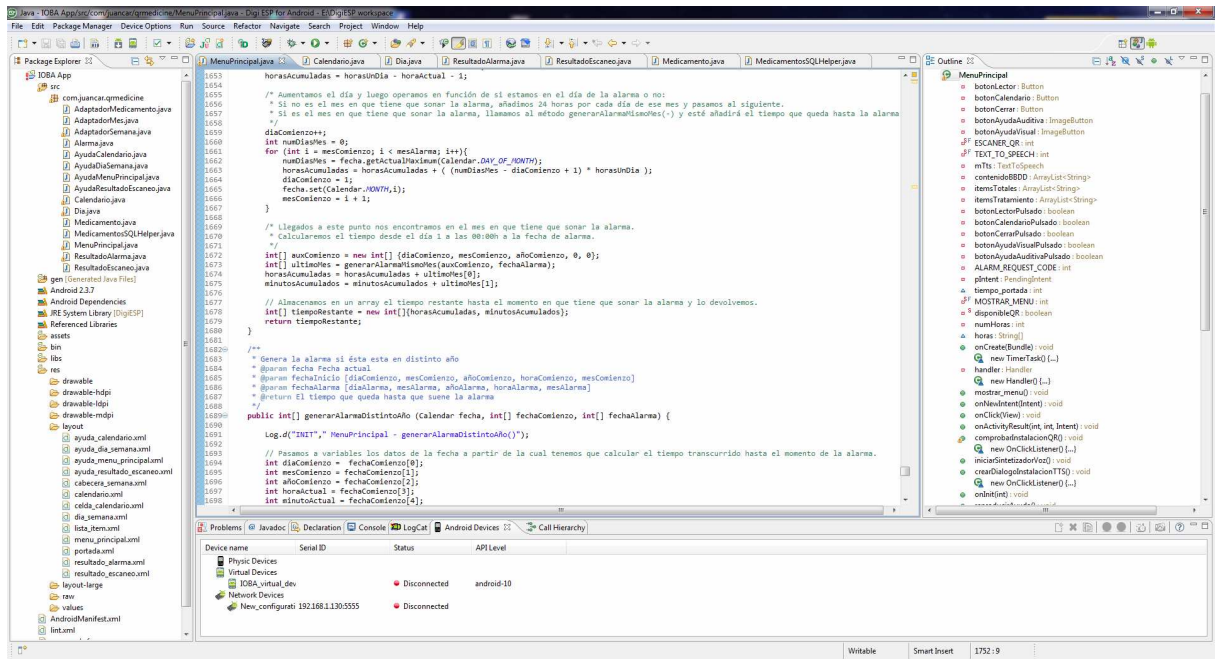 Java - IOBA App/src/com/juancar/qrmedicine/MenuPrincipal.java - Digi ESP for Android - E:\DigiESP workspace
File Edit Package Manager Device Options Run Source Refactor Navigate Search Project Window Help
Package Explorer
IOBA App
src
com.juancar.qrmedicine
AdaptadorMedicamento.java
AdaptadorMes.java
AdaptadorSemana.java
Alarma.java
AyudaCalendario.java
AyudaDiaSemana.java
AyudaMenuPrincipal.java
AyudaResultadoEscaneo.java
Calendario.java
Dia.java
Medicamento.java
MedicamentosSQLHelper.java
MenuPrincipal.java
ResultadoAlarma.java
ResultadoEscaneo.java
gen [Generated Java Files]
Android 2.3.7
Android Dependencies
JRE System Library [DigiESP]
Referenced Libraries
assets
bin
libs
res
drawable
drawable-hdpi
drawable-ldpi
drawable-mdpi
layout
ayuda_calendario.xml
ayuda_dia_semana.xml
ayuda_menu_principal.xml
ayuda_resultado_escaneo.xml
cabecera_semana.xml
calendario.xml
celda_calendario.xml
dia_semana.xml
lista_item.xml
menu_principal.xml
portada.xml
resultado_alarma.xml
resultado_escaneo.xml
layout-large
raw
values
AndroidManifest.xml
lint.xml
MenuPrincipal.java Calendario.java Dia.java ResultadoAlarma.java ResultadoEscaneo.java Medicamento.java MedicamentosSQLHelper.java
1653 horasAcumuladas = horasUnDia - horaActual - 1;
1654
1655 /* Aumentamos el día y luego operamos en función de si estamos en el día de la alarma o no:
1656 * Si no es el mes en que tiene que sonar la alarma, añadimos 24 horas por cada día de ese mes y pasamos al siguiente.
1657 * Si es el mes en que tiene que sonar la alarma, llamamos al método generarAlarmaMismoMes(-) y esté añadirá el tiempo que queda hasta la alarma
1658 */
1659 diaComienzo++;
1660 int numDiasMes = 0;
1661 for (int i = mesComienzo; i < mesAlarma; i++){
1662 numDiasMes = fecha.getActualMaximum(Calendar.DAY_OF_MONTH);
1663 horasAcumuladas = horasAcumuladas + ( (numDiasMes - diaComienzo + 1) * horasUnDia );
1664 diaComienzo = 1;
1665 fecha.set(Calendar.MONTH,i);
1666 mesComienzo = i + 1;
1667 }
1668
1669 /* Llegados a este punto nos encontramos en el mes en que tiene que sonar la alarma.
1670 * Calcularemos el tiempo desde el día 1 a las 00:00h a la fecha de alarma.
1671 */
1672 int[] auxComienzo = new int[] {diaComienzo, mesComienzo, añoComienzo, 0, 0};
1673 int[] ultimoMes = generarAlarmaMismoMes(auxComienzo, fechaAlarma);
1674 horasAcumuladas = horasAcumuladas + ultimoMes[0];
1675 minutosAcumulados = minutosAcumulados + ultimoMes[1];
1676
1677 // Almacenamos en un array el tiempo restante hasta el momento en que tiene que sonar la alarma y lo devolvemos.
1678 int[] tiempoRestante = new int[]{horasAcumuladas, minutosAcumulados};
1679 return tiempoRestante;
1680 }
1681
1682 /**
1683 * Genera la alarma si ésta esta en distinto año
1684 * @param fecha Fecha actual
1685 * @param fechaInicio [diaComienzo, mesComienzo, añoComienzo, horaComienzo, mesComienzo]
1686 * @param fechaAlarma [diaAlarma, mesAlarma, añoAlarma, horaAlarma, mesAlarma]
1687 * @return El tiempo que queda hasta que suene la alarma
1688 */
1689 public int[] generarAlarmaDistintoAño (Calendar fecha, int[] fechaComienzo, int[] fechaAlarma) {
1690
1691 Log.d("INIT"," MenuPrincipal - generarAlarmaDistintoAño()");
1692
1693 // Pasamos a variables los datos de la fecha a partir de la cual tenemos que calcular el tiempo transcurrido hasta el momento de la alarma.
1694 int diaComienzo = fechaComienzo[0];
1695 int mesComienzo = fechaComienzo[1];
1696 int añoComienzo = fechaComienzo[2];
1697 int horaActual = fechaComienzo[3];
1698 int minutoActual = fechaComienzo[4];
Outline
MenuPrincipal
botonLector : Button
botonCalendario : Button
botonCerrar : Button
botonAyudaAuditiva : ImageButton
botonAyudaVisual : ImageButton
ESCANER_QR : int
TEXT_TO_SPEECH : int
mTts : TextToSpeech
contenidoBBDD : ArrayList<String>
itemsTotales : ArrayList<String>
itemsTratamiento : ArrayList<String>
botonLectorPulsado : boolean
botonCalendarioPulsado : boolean
botonCerrarPulsado : boolean
botonAyudaVisualPulsado : boolean
botonAyudaAuditivaPulsado : boolean
ALARM_REQUEST_CODE : int
pIntent : PendingIntent
tiempo_portada : int
MOSTRAR_MENU : int
disponibleQR : boolean
numHoras : int
horas : String[]
onCreate(Bundle) : void
new TimerTask() {...}
handler : Handler
new Handler() {...}
mostrar_menu() : void
onNewIntent(Intent) : void
onClick(View) : void
onActivityResult(int, int, Intent) : void
comprobarInstalacionQR() : void
new OnClickListener() {...}
iniciarSintetizadorVoz() : void
crearDialogoInstalacionTTS() : void
new OnClickListener() {...}
onInit(int) : void
Problems Javadoc Declaration Console LogCat Android Devices Call Hierarchy
Device name Serial ID Status API Level
Physic Devices
Virtual Devices
IOBA_virtual_dev Disconnected android-10
Network Devices
New_configurati 192.168.1.130:5555 Disconnected
Writable Smart Insert 1752 : 9